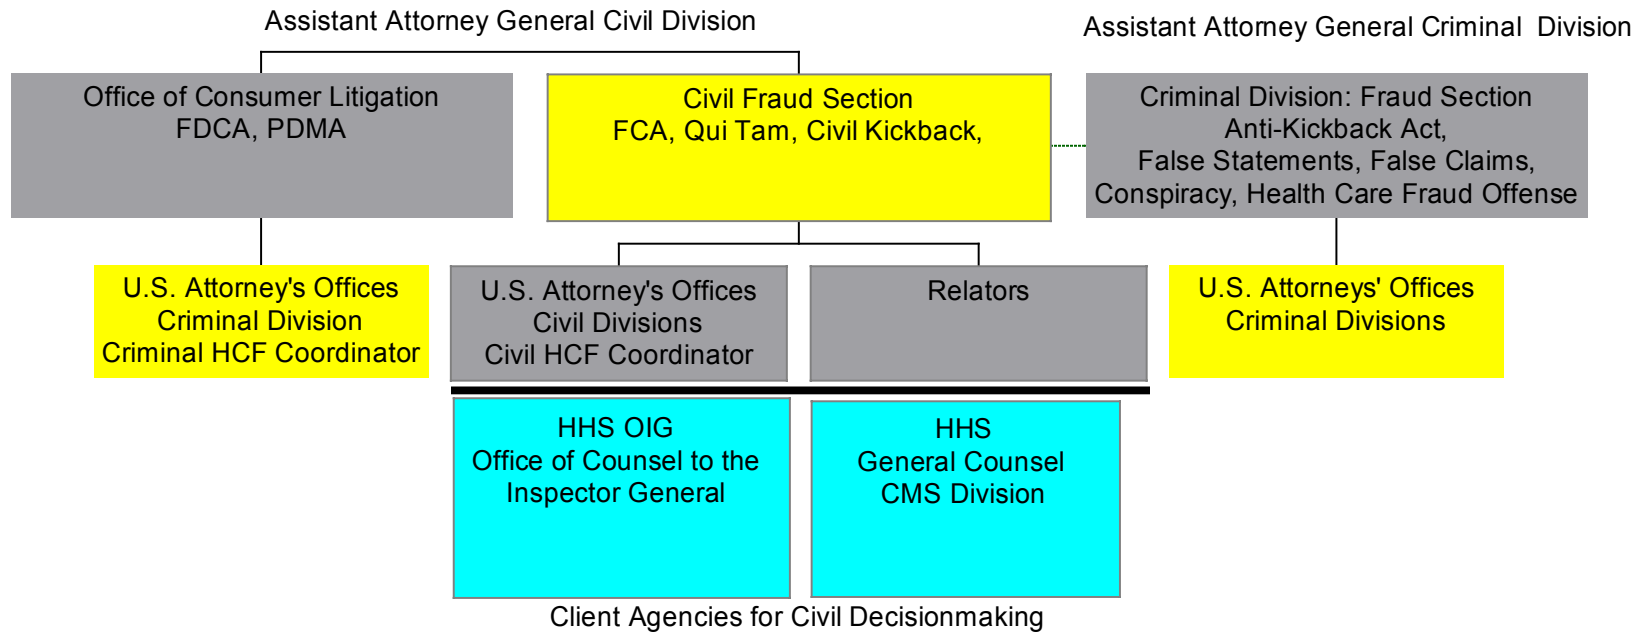 Assistant Attorney General Civil Division
Assistant Attorney General Criminal  Division
Office of Consumer Litigation
FDCA, PDMA
Civil Fraud Section
FCA, Qui Tam, Civil Kickback,
Criminal Division: Fraud Section
Anti-Kickback Act,
False Statements, False Claims,
Conspiracy, Health Care Fraud Offense
U.S. Attorney's Offices
Criminal Division
Criminal HCF Coordinator
U.S. Attorney's Offices
Civil Divisions
Civil HCF Coordinator
Relators
U.S. Attorneys' Offices
Criminal Divisions
HHS OIG
Office of Counsel to the
Inspector General
HHS
General Counsel
CMS Division
Client Agencies for Civil Decisionmaking